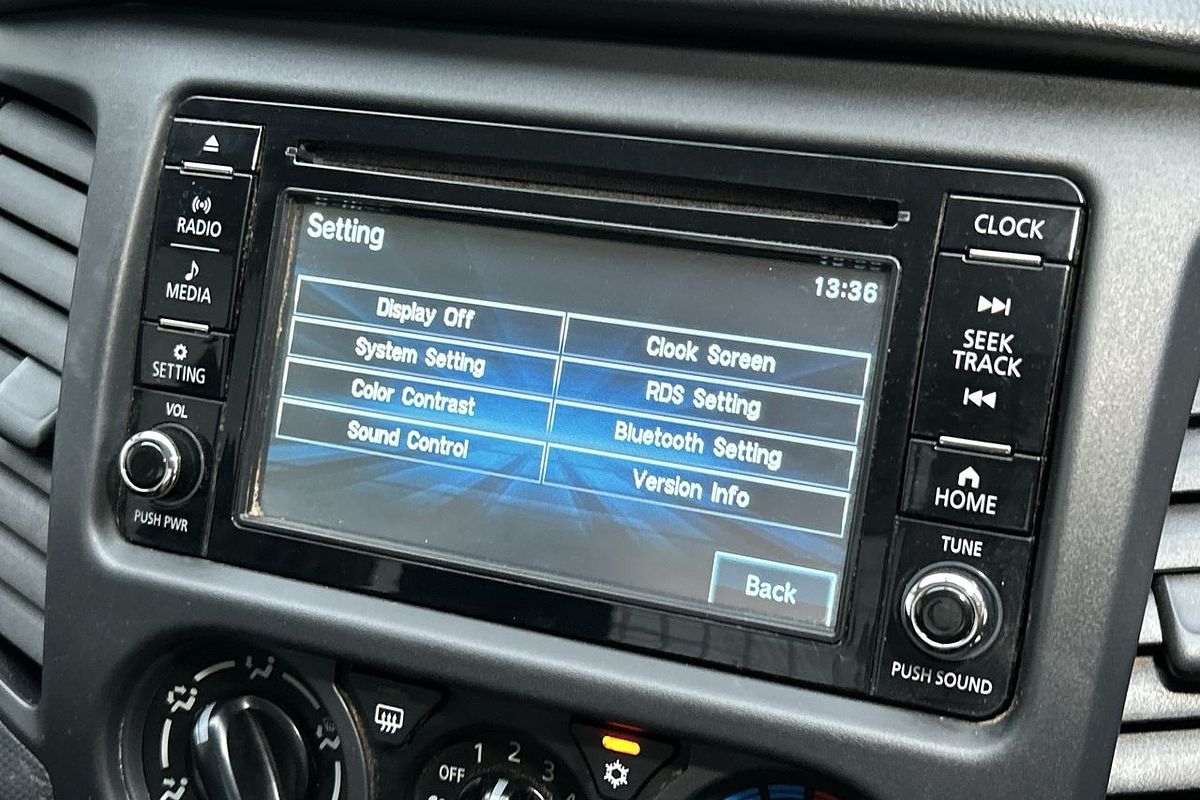 RADIO
MEDIA
SETTING
VOL
PUSH PWR
Setting
13:36
Display Off
Clock Screen
System Setting
RDS Setting
Color Contrast
Bluetooth Setting
Sound Control
Version Info
Back
CLOCK
SEEK
TRACK
HOME
TUNE
PUSH SOUND
OFF
1
2
3